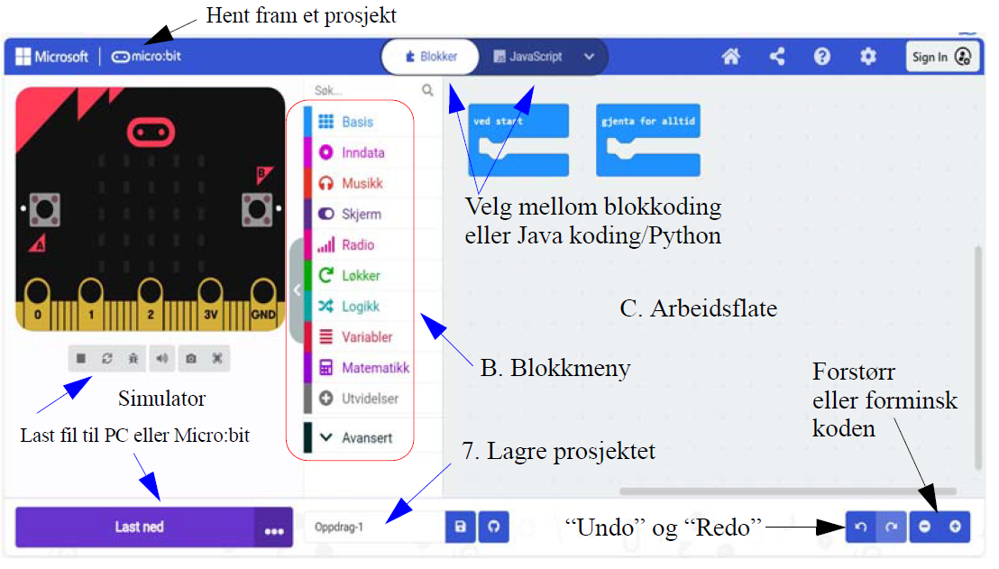 Hent fram et prosjekt
Microsoft | micro:bit
Blokker
JavaScript
Sign In
Søk...
Basis
Inndata
Musikk
Skjerm
Radio
Løkker
Logikk
Variabler
Matematikk
Utvidelser
Avansert
B
A
0 1 2 3V GND
ved start
gjenta for alltid
Velg mellom blokkoding
eller Java koding/Python
C. Arbeidsflate
B. Blokkmeny
Forstørr
eller forminsk
koden
Simulator
Last fil til PC eller Micro:bit
7. Lagre prosjektet
Last ned
Oppdrag-1
“Undo” og “Redo”